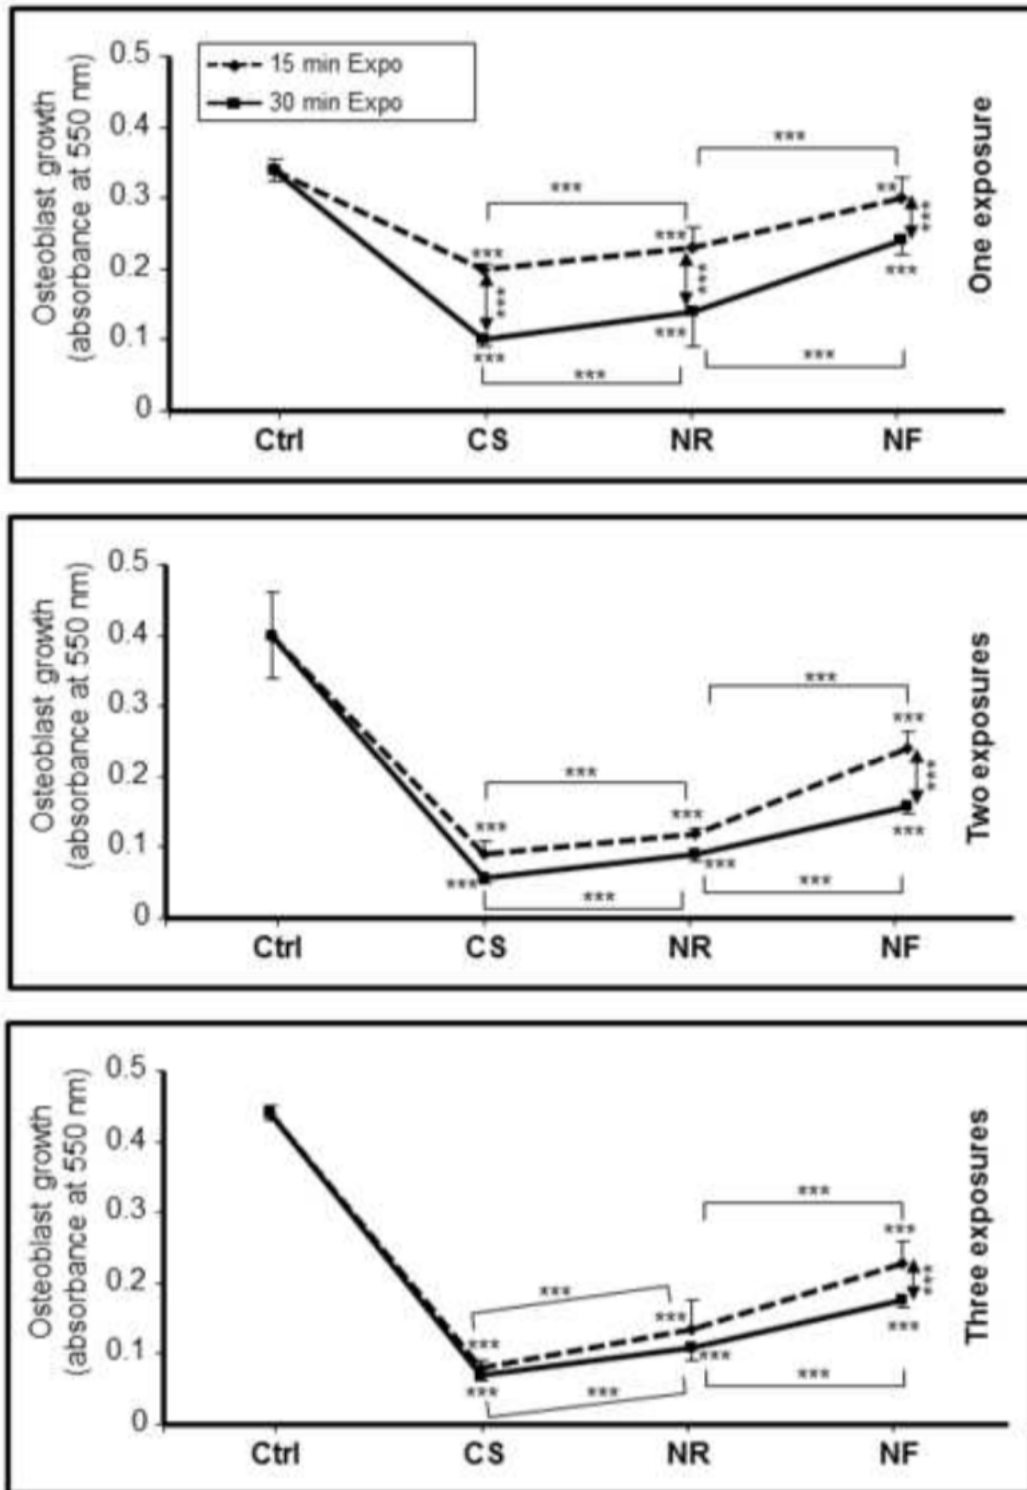 Osteoblast growth
(absorbance at 550 nm)
0.5
0.4
0.3
0.2
0.1
0
15 min Expo
30 min Expo
***
***
***
***
***
***
***
***
**
***
***
***
***
Ctrl
CS
NR
NF
One exposure
Osteoblast growth
(absorbance at 550 nm)
0.5
0.4
0.3
0.2
0.1
0
***
***
***
***
***
***
***
***
***
***
***
Ctrl
CS
NR
NF
Two exposures
Osteoblast growth
(absorbance at 550 nm)
0.5
0.4
0.3
0.2
0.1
0
***
***
***
***
***
***
***
***
***
***
***
Ctrl
CS
NR
NF
Three exposures